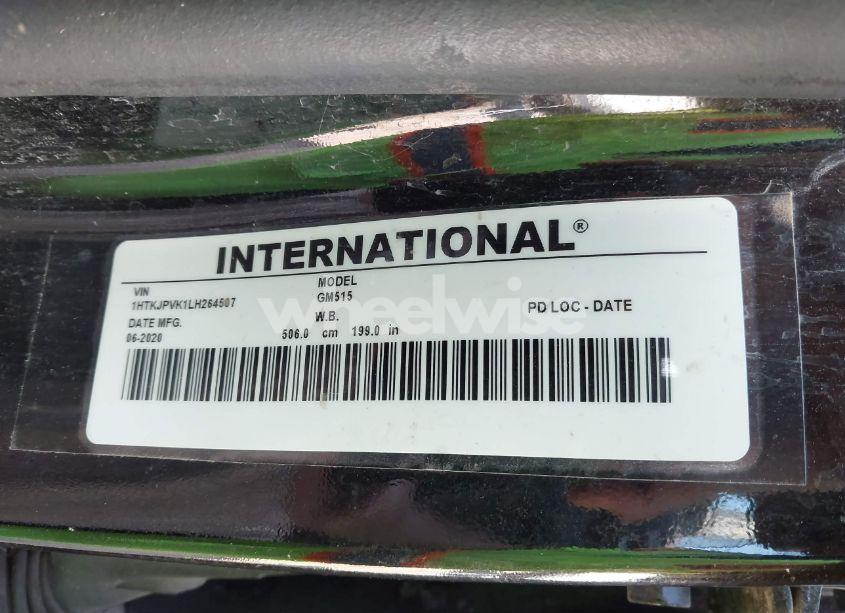 INTERNATIONAL®
VIN
1HTKJPVK1LH264507
MODEL
GM515
DATE MFG.
06-2020
W.B.
506.0 cm 199.0 in
PD LOC - DATE
wheelwise